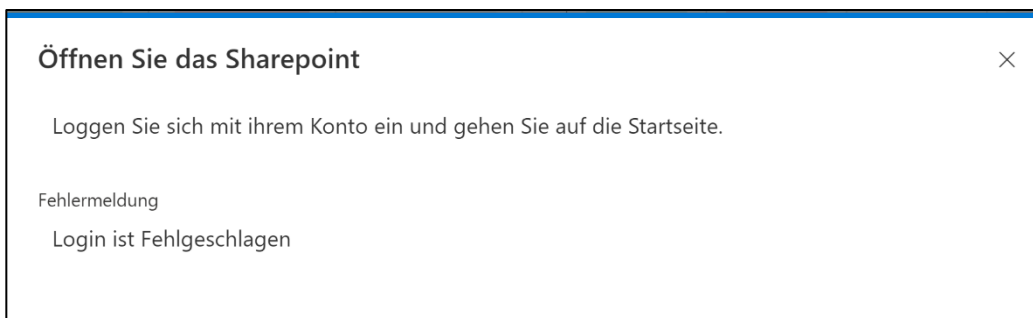 Öffnen Sie das Sharepoint
Loggen Sie sich mit ihrem Konto ein und gehen Sie auf die Startseite.
Fehlermeldung
Login ist Fehlgeschlagen